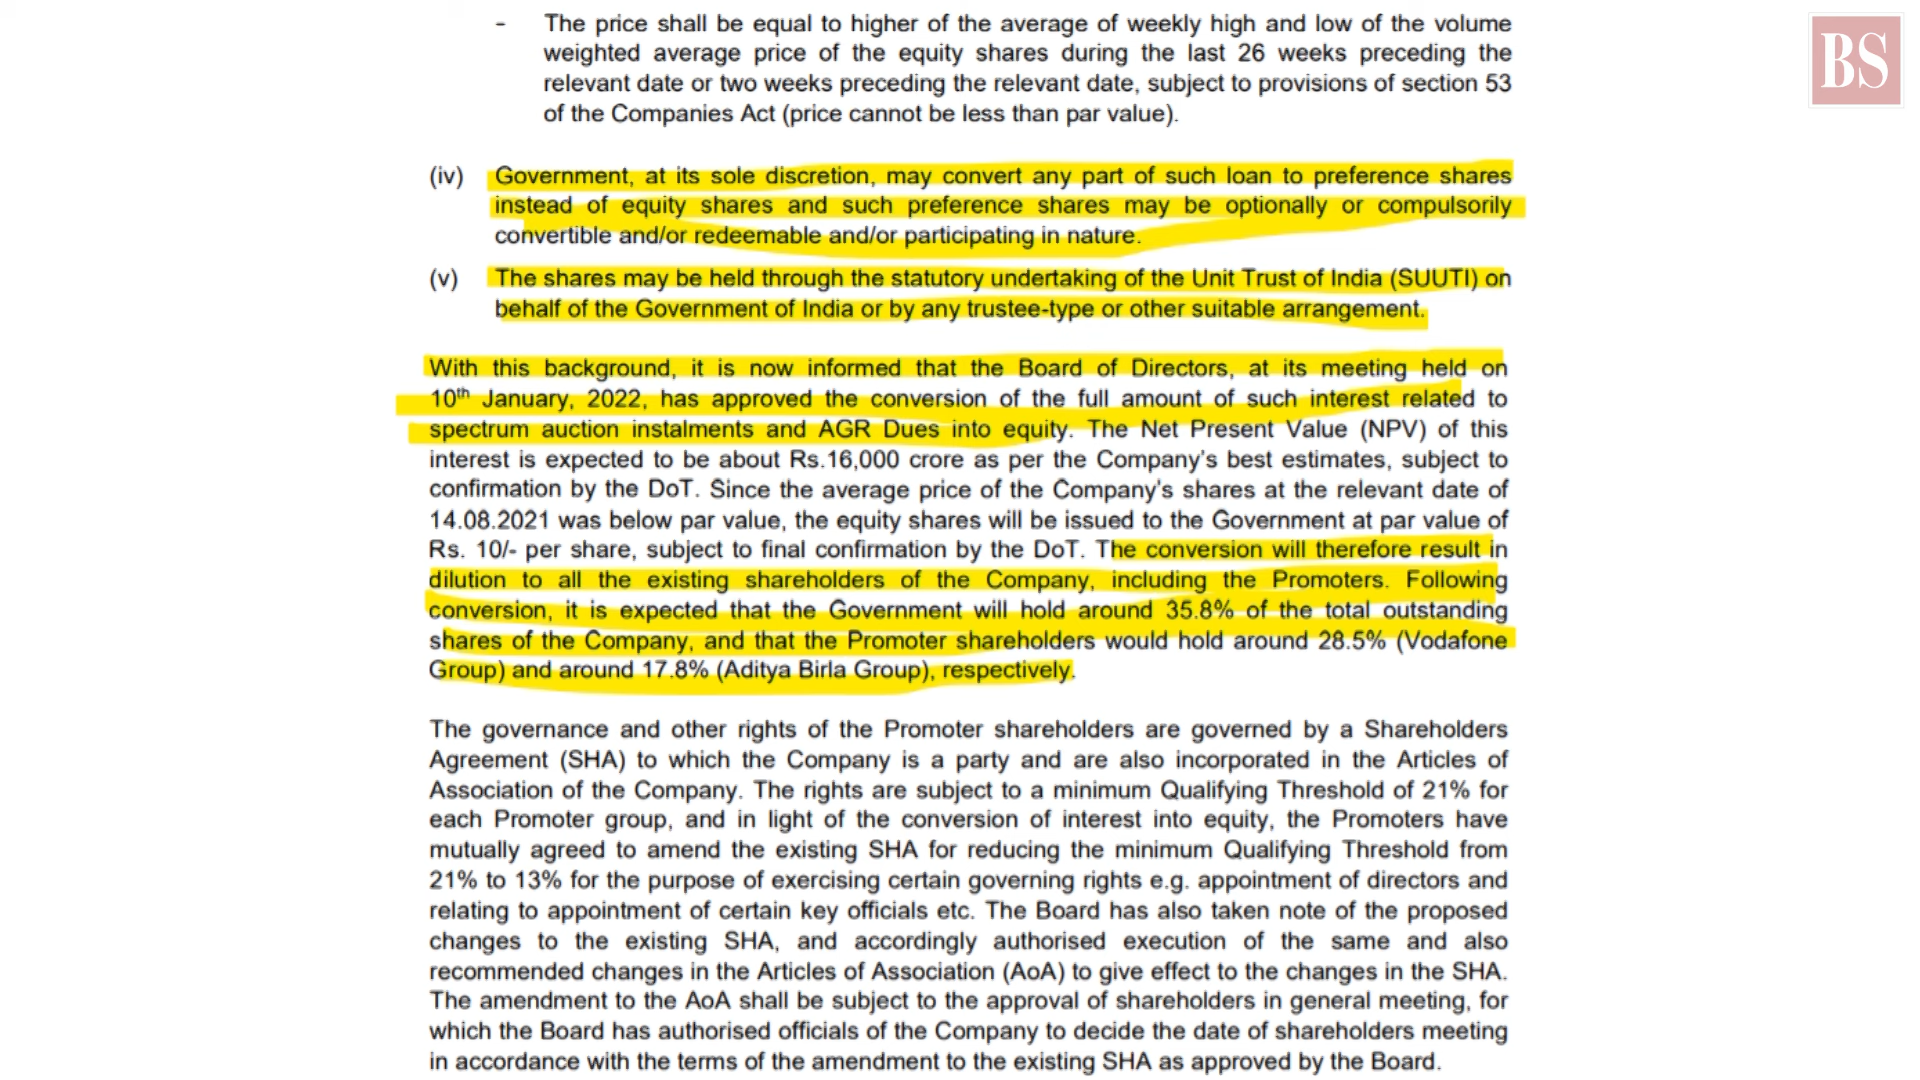 BS
- The price shall be equal to higher of the average of weekly high and low of the volume
weighted average price of the equity shares during the last 26 weeks preceding the
relevant date or two weeks preceding the relevant date, subject to provisions of section 53
of the Companies Act (price cannot be less than par value).
(iv) Government, at its sole discretion, may convert any part of such loan to preference shares
instead of equity shares and such preference shares may be optionally or compulsorily
convertible and/or redeemable and/or participating in nature.
(v) The shares may be held through the statutory undertaking of the Unit Trust of India (SUUTI) on
behalf of the Government of India or by any trustee-type or other suitable arrangement.
With this background, it is now informed that the Board of Directors, at its meeting held on
10th January, 2022, has approved the conversion of the full amount of such interest related to
spectrum auction instalments and AGR Dues into equity. The Net Present Value (NPV) of this
interest is expected to be about Rs.16,000 crore as per the Company's best estimates, subject to
confirmation by the DoT. Since the average price of the Company's shares at the relevant date of
14.08.2021 was below par value, the equity shares will be issued to the Government at par value of
Rs. 10/- per share, subject to final confirmation by the DoT. The conversion will therefore result in
dilution to all the existing shareholders of the Company, including the Promoters. Following
conversion, it is expected that the Government will hold around 35.8% of the total outstanding
shares of the Company, and that the Promoter shareholders would hold around 28.5% (Vodafone
Group) and around 17.8% (Aditya Birla Group), respectively.
The governance and other rights of the Promoter shareholders are governed by a Shareholders
Agreement (SHA) to which the Company is a party and are also incorporated in the Articles of
Association of the Company. The rights are subject to a minimum Qualifying Threshold of 21% for
each Promoter group, and in light of the conversion of interest into equity, the Promoters have
mutually agreed to amend the existing SHA for reducing the minimum Qualifying Threshold from
21% to 13% for the purpose of exercising certain governing rights e.g. appointment of directors and
relating to appointment of certain key officials etc. The Board has also taken note of the proposed
changes to the existing SHA, and accordingly authorised execution of the same and also
recommended changes in the Articles of Association (AoA) to give effect to the changes in the SHA.
The amendment to the AoA shall be subject to the approval of shareholders in general meeting, for
which the Board has authorised officials of the Company to decide the date of shareholders meeting
in accordance with the terms of the amendment to the existing SHA as approved by the Board.